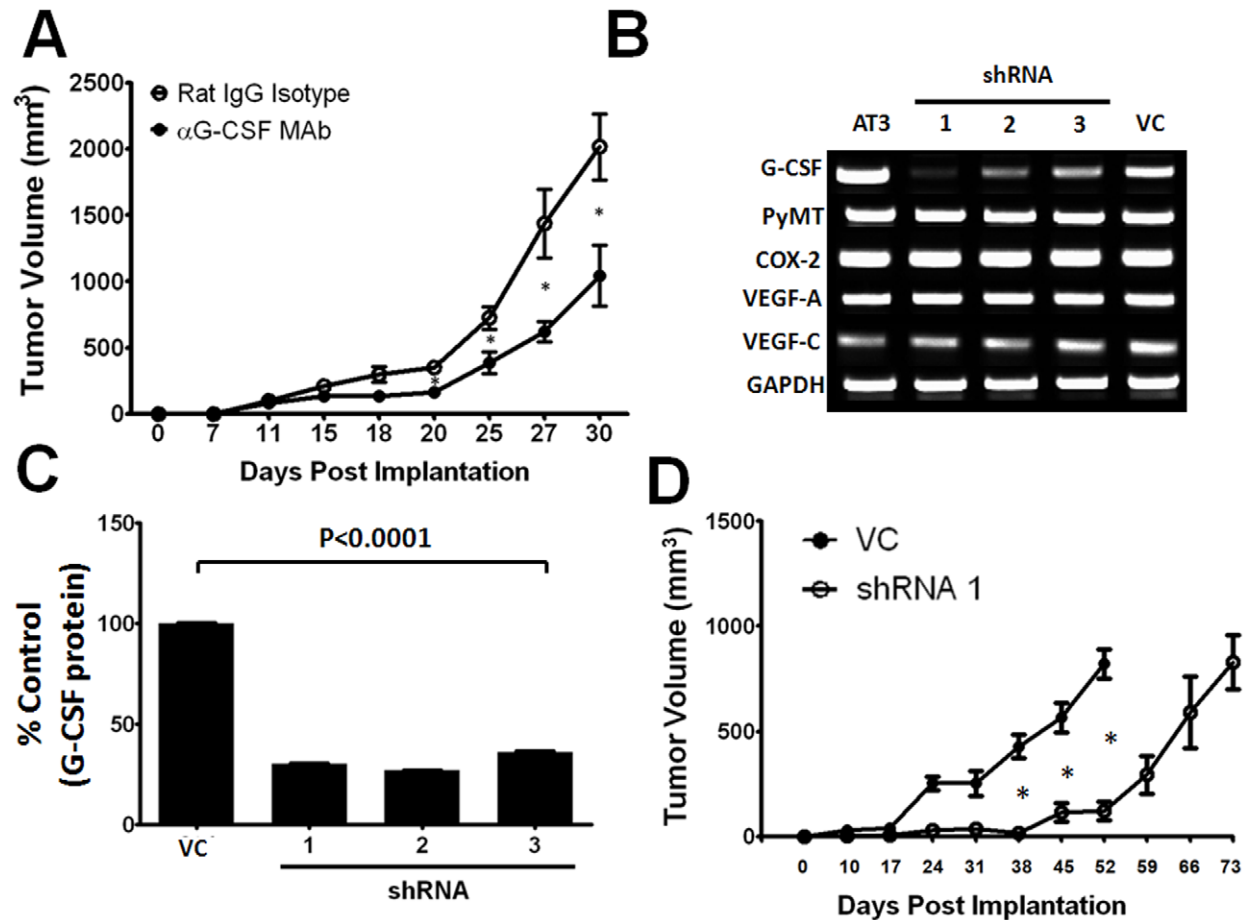 A
Tumor Volume (mm³)
2500
2000
1500
1000
500
0
Rat IgG Isotype
αG-CSF MAb
*
*
*
*
0 7 11 15 18 20 25 27 30
Days Post Implantation
B
shRNA
AT3 1 2 3 VC
G-CSF
PyMT
COX-2
VEGF-A
VEGF-C
GAPDH
C
% Control
(G-CSF protein)
150
100
50
0
P<0.0001
VC 1 2 3
shRNA
D
Tumor Volume (mm³)
1500
1000
500
0
VC
shRNA 1
*
*
*
0 10 17 24 31 38 45 52 59 66 73
Days Post Implantation